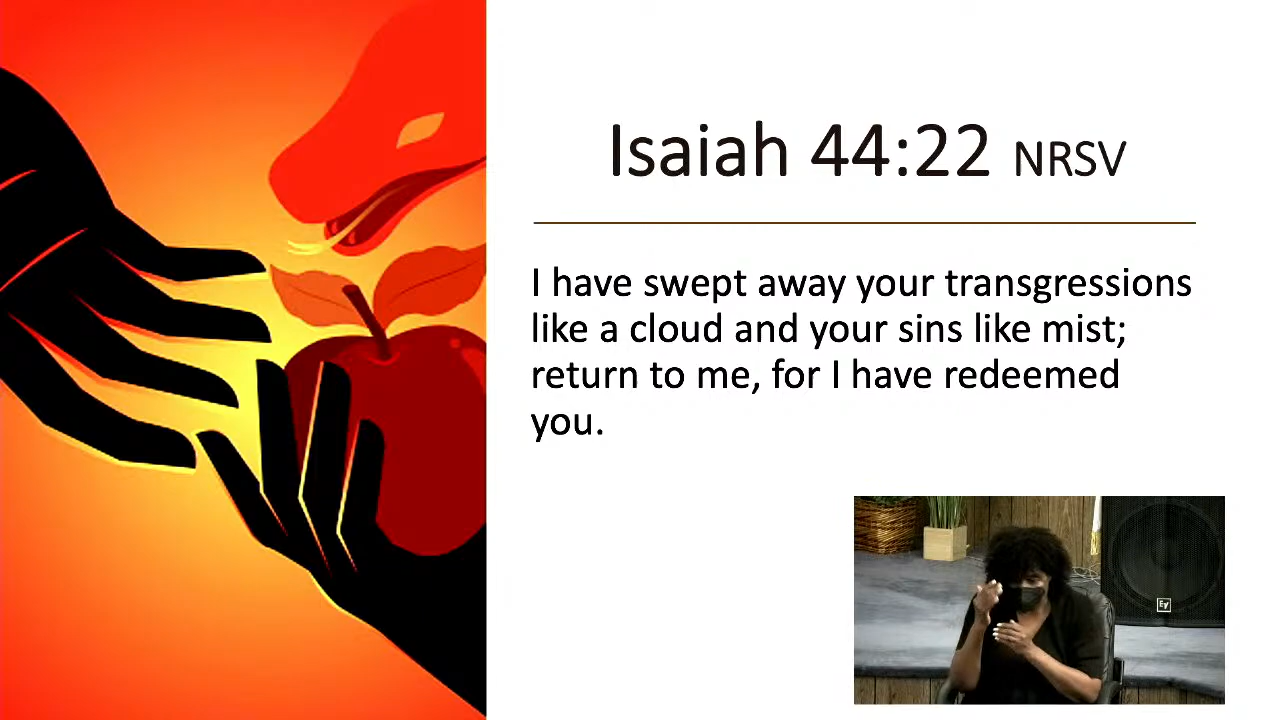 Isaiah 44:22 NRSV
I have swept away your transgressions
like a cloud and your sins like mist;
return to me, for I have redeemed
you.
EV